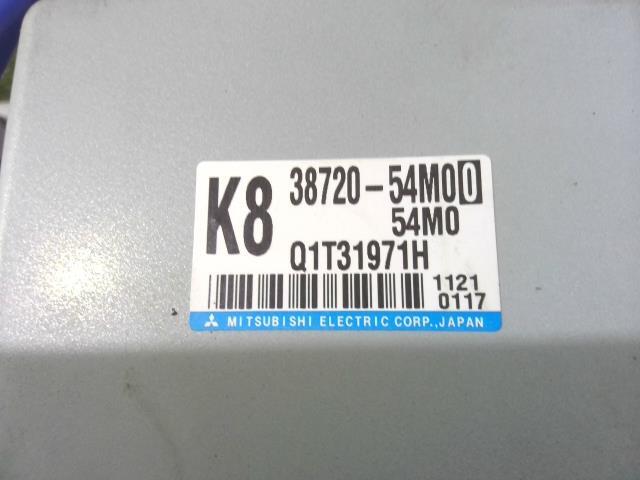 K8 38720-54M00
54M0
Q1T31971H
1121
0117
MITSUBISHI ELECTRIC CORP., JAPAN